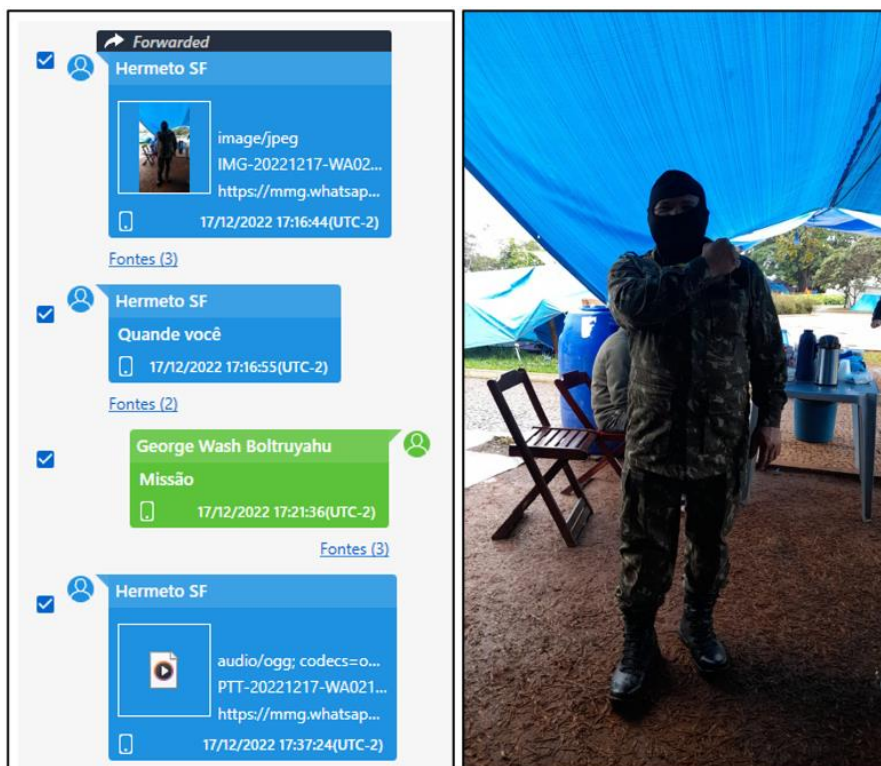 Forwarded
Hermeto SF
image/jpeg
IMG-20221217-WA02...
https://mmg.whatsap...
17/12/2022 17:16:44(UTC-2)
Fontes (3)
Hermeto SF
Quande você
17/12/2022 17:16:55(UTC-2)
Fontes (2)
George Wash Boltruyahu
Missão
17/12/2022 17:21:36(UTC-2)
Fontes (3)
Hermeto SF
audio/ogg; codecs=o...
PTT-20221217-WA021...
https://mmg.whatsap...
17/12/2022 17:37:24(UTC-2)